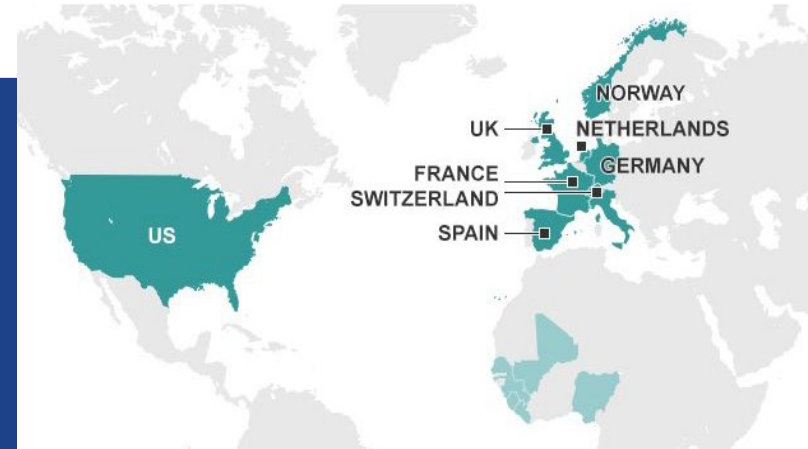 NORWAY
UK
NETHERLANDS
FRANCE
GERMANY
SWITZERLAND
US
SPAIN